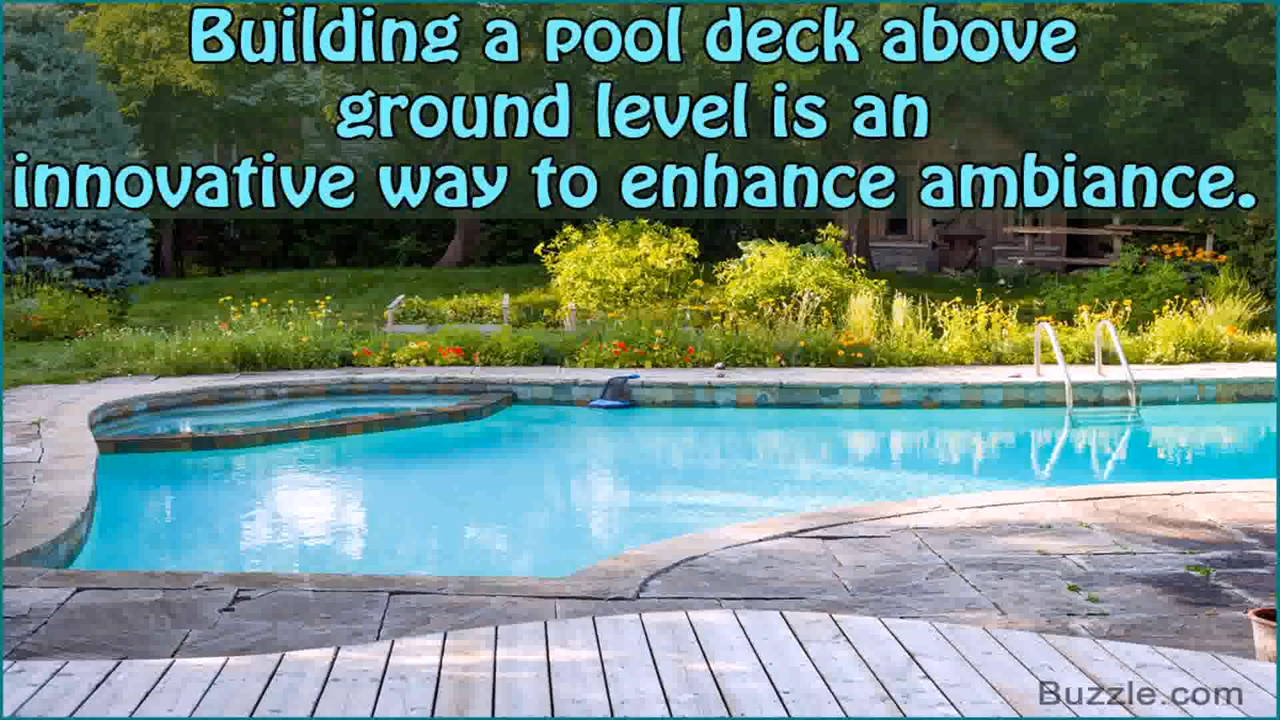 Building a pool deck above
ground level is an
innovative way to enhance ambiance.
Buzzle.com